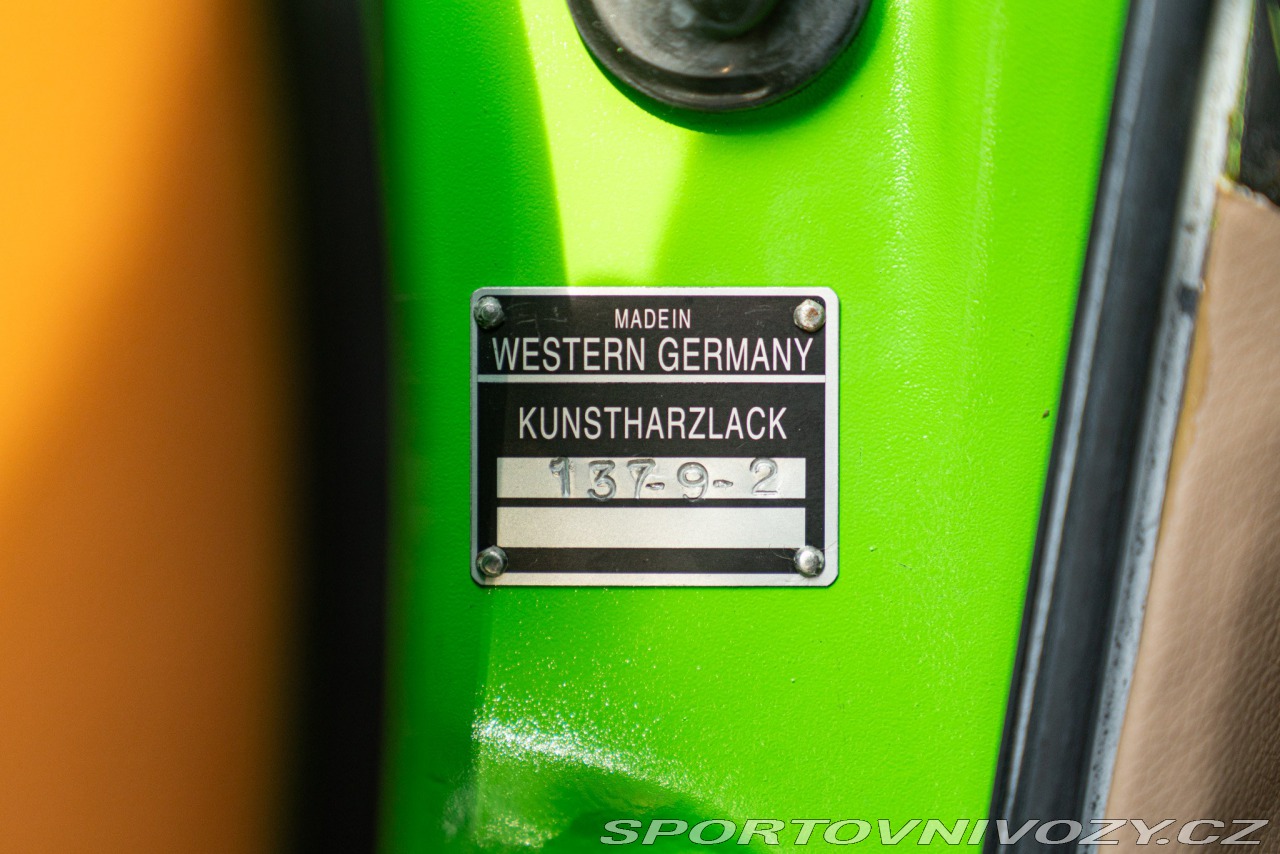 MADEIN
WESTERN GERMANY
KUNSTHARZLACK
137-9-2
SPORTOVNIVOZY.CZ